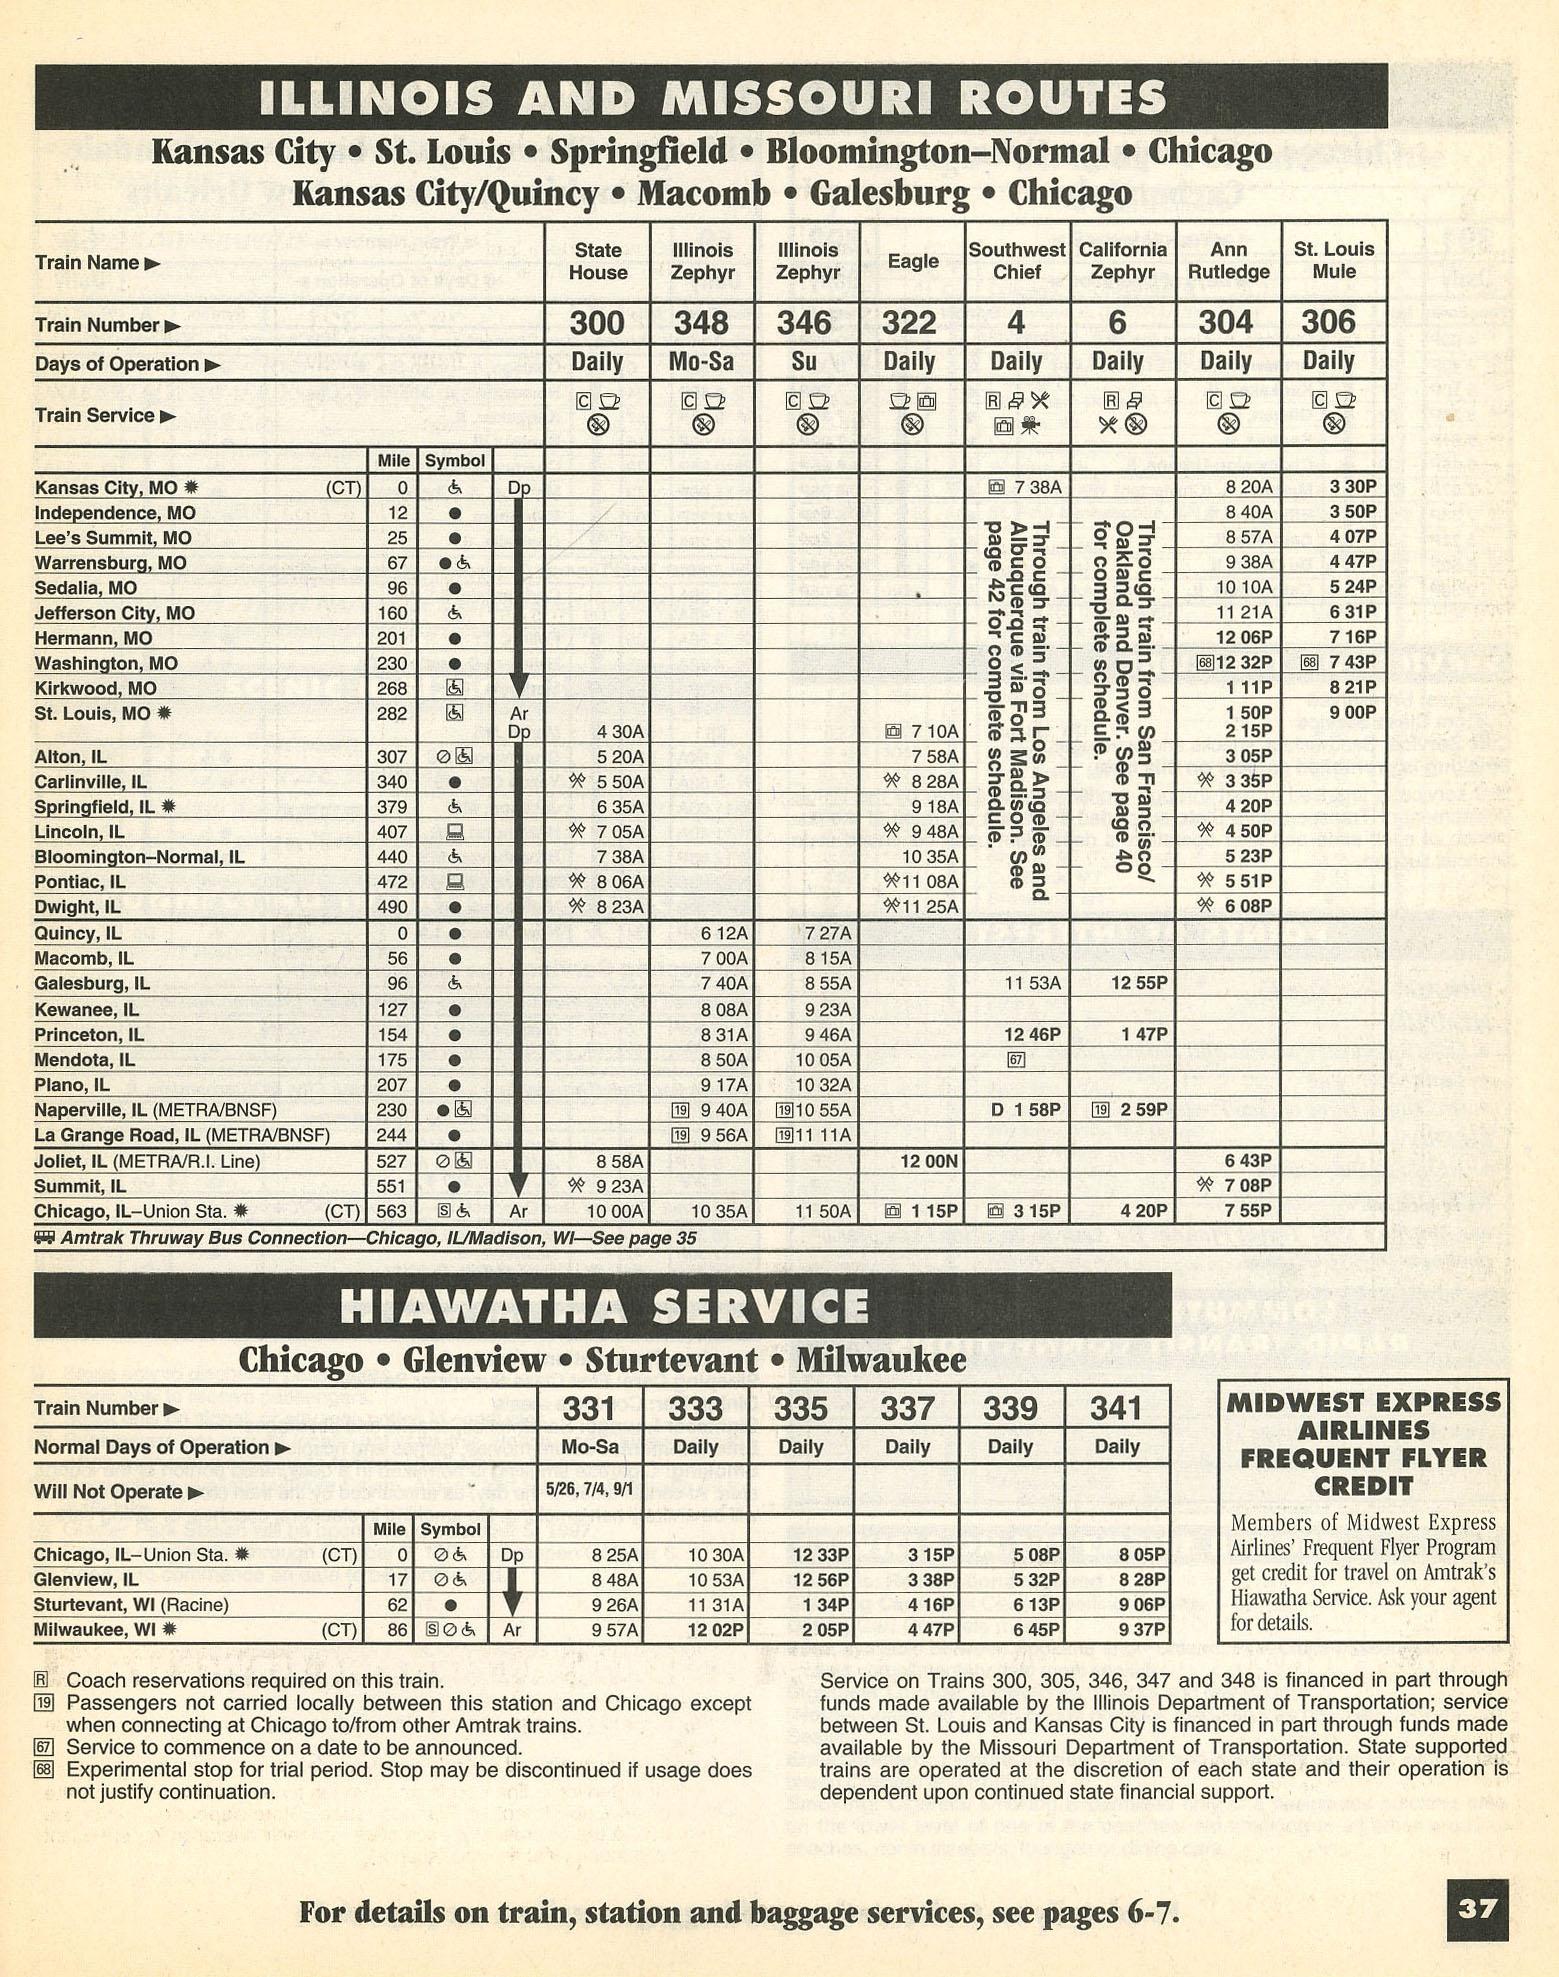 ILLINOIS AND MISSOURI ROUTES
Kansas City • St. Louis • Springfield • Bloomington–Normal • Chicago
Kansas City/Quincy • Macomb • Galesburg • Chicago
Train Name ▶ State House Illinois Zephyr Illinois Zephyr Eagle Southwest Chief California Zephyr Ann Rutledge St. Louis Mule
Train Number ▶ 300 348 346 322 4 6 304 306
Days of Operation ▶ Daily Mo-Sa Su Daily Daily Daily Daily Daily
Train Service ▶ C C C R R C C
Mile Symbol
Kansas City, MO ✹ (CT) 0 Dp 7 38A 8 20A 3 30P
Independence, MO 12 ● 8 40A 3 50P
Lee's Summit, MO 25 ● 8 57A 4 07P
Warrensburg, MO 67 ● 9 38A 4 47P
Sedalia, MO 96 ● 10 10A 5 24P
Jefferson City, MO 160 11 21A 6 31P
Hermann, MO 201 ● 12 06P 7 16P
Washington, MO 230 ● 68 12 32P 68 7 43P
Kirkwood, MO 268 1 11P 8 21P
St. Louis, MO ✹ 282 Ar 1 50P 9 00P
Dp 4 30A 7 10A 2 15P
Alton, IL 307 5 20A 7 58A 3 05P
Carlinville, IL 340 ● 5 50A 8 28A 3 35P
Springfield, IL ✹ 379 6 35A 9 18A 4 20P
Lincoln, IL 407 7 05A 9 48A 4 50P
Bloomington–Normal, IL 440 7 38A 10 35A 5 23P
Pontiac, IL 472 8 06A 11 08A 5 51P
Dwight, IL 490 ● 8 23A 11 25A 6 08P
Through train from Los Angeles and
Albuquerque via Fort Madison. See
page 42 for complete schedule.
Through train from San Francisco/
Oakland and Denver. See page 40
for complete schedule.
Quincy, IL 0 ● 6 12A 7 27A
Macomb, IL 56 ● 7 00A 8 15A
Galesburg, IL 96 7 40A 8 55A 11 53A 12 55P
Kewanee, IL 127 ● 8 08A 9 23A
Princeton, IL 154 ● 8 31A 9 46A 12 46P 1 47P
Mendota, IL 175 ● 8 50A 10 05A 67
Plano, IL 207 ● 9 17A 10 32A
Naperville, IL (METRA/BNSF) 230 ● 19 9 40A 19 10 55A D 1 58P 19 2 59P
La Grange Road, IL (METRA/BNSF) 244 ● 19 9 56A 19 11 11A
Joliet, IL (METRA/R.I. Line) 527 8 58A 12 00N 6 43P
Summit, IL 551 ● 9 23A 7 08P
Chicago, IL–Union Sta. ✹ (CT) 563 S Ar 10 00A 10 35A 11 50A 1 15P 3 15P 4 20P 7 55P
Amtrak Thruway Bus Connection—Chicago, IL/Madison, WI—See page 35
HIAWATHA SERVICE
Chicago • Glenview • Sturtevant • Milwaukee
Train Number ▶ 331 333 335 337 339 341
Normal Days of Operation ▶ Mo-Sa Daily Daily Daily Daily Daily
Will Not Operate ▶ 5/26, 7/4, 9/1
Mile Symbol
Chicago, IL–Union Sta. ✹ (CT) 0 Dp 8 25A 10 30A 12 33P 3 15P 5 08P 8 05P
Glenview, IL 17 8 48A 10 53A 12 56P 3 38P 5 32P 8 28P
Sturtevant, WI (Racine) 62 ● 9 26A 11 31A 1 34P 4 16P 6 13P 9 06P
Milwaukee, WI ✹ (CT) 86 S Ar 9 57A 12 02P 2 05P 4 47P 6 45P 9 37P
MIDWEST EXPRESS
AIRLINES
FREQUENT FLYER
CREDIT
Members of Midwest Express
Airlines' Frequent Flyer Program
get credit for travel on Amtrak's
Hiawatha Service. Ask your agent
for details.
R Coach reservations required on this train.
19 Passengers not carried locally between this station and Chicago except
when connecting at Chicago to/from other Amtrak trains.
67 Service to commence on a date to be announced.
68 Experimental stop for trial period. Stop may be discontinued if usage does
not justify continuation.
Service on Trains 300, 305, 346, 347 and 348 is financed in part through
funds made available by the Illinois Department of Transportation; service
between St. Louis and Kansas City is financed in part through funds made
available by the Missouri Department of Transportation. State supported
trains are operated at the discretion of each state and their operation is
dependent upon continued state financial support.
For details on train, station and baggage services, see pages 6-7.
37